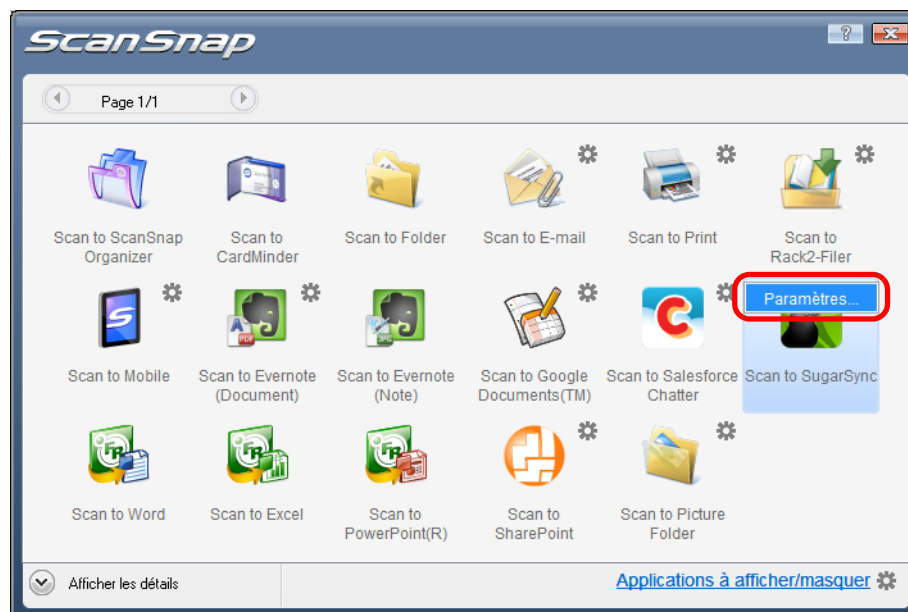 ScanSnap
Page 1/1
Scan to ScanSnap
Organizer
Scan to
CardMinder
Scan to Folder
Scan to E-mail
Scan to Print
Scan to
Rack2-Filer
Paramètres...
Scan to Mobile
Scan to Evernote
(Document)
Scan to Evernote
(Note)
Scan to Google
Documents(TM)
Scan to Salesforce
Chatter
Scan to SugarSync
Scan to Word
Scan to Excel
Scan to
PowerPoint(R)
Scan to
SharePoint
Scan to Picture
Folder
Afficher les détails
Applications à afficher/masquer